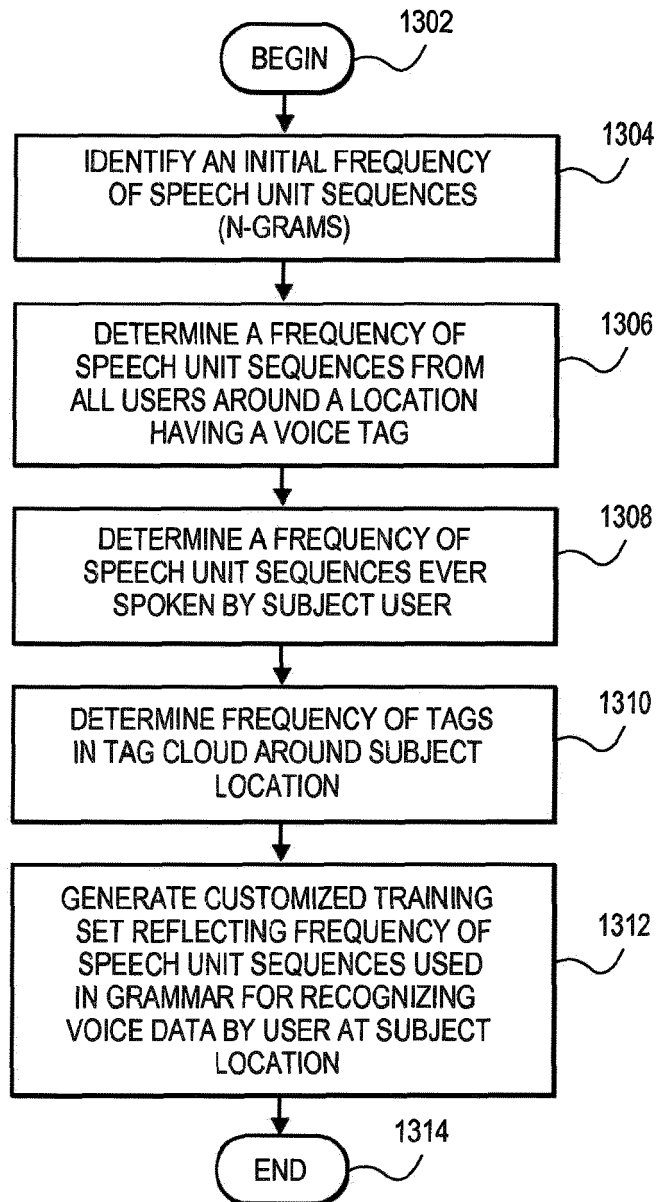 1302
BEGIN
1304
IDENTIFY AN INITIAL FREQUENCY
OF SPEECH UNIT SEQUENCES
(N-GRAMS)
1306
DETERMINE A FREQUENCY OF
SPEECH UNIT SEQUENCES FROM
ALL USERS AROUND A LOCATION
HAVING A VOICE TAG
1308
DETERMINE A FREQUENCY OF
SPEECH UNIT SEQUENCES EVER
SPOKEN BY SUBJECT USER
1310
DETERMINE FREQUENCY OF TAGS
IN TAG CLOUD AROUND SUBJECT
LOCATION
1312
GENERATE CUSTOMIZED TRAINING
SET REFLECTING FREQUENCY OF
SPEECH UNIT SEQUENCES USED
IN GRAMMAR FOR RECOGNIZING
VOICE DATA BY USER AT SUBJECT
LOCATION
1314
END